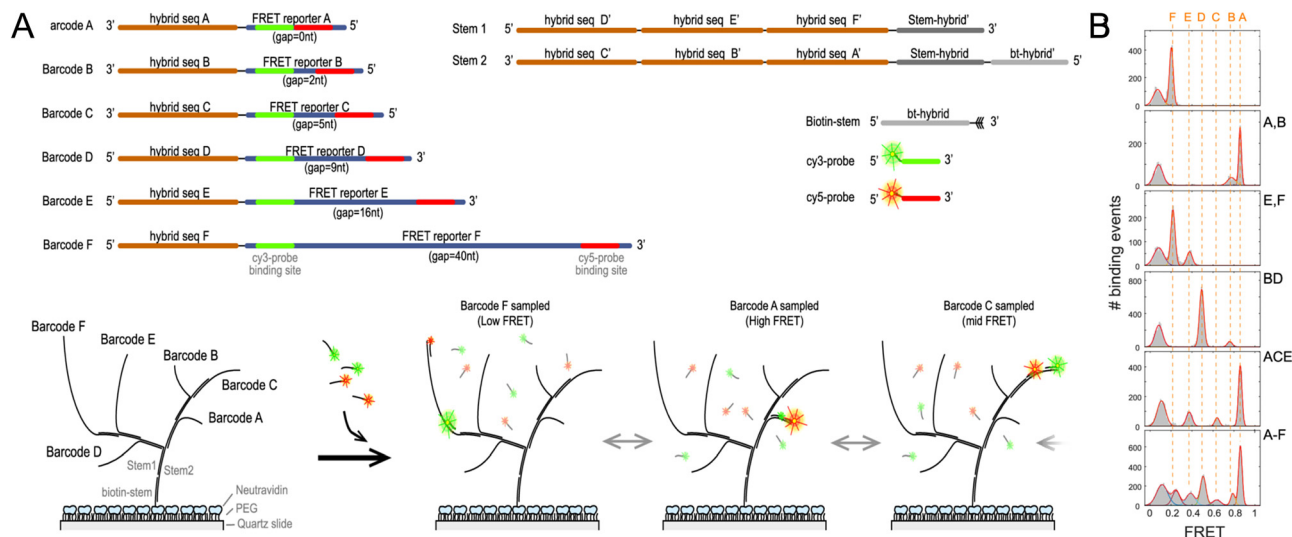 A
arcode A
3'
hybrid seq A
FRET reporter A
(gap=0nt)
5'
Barcode B
3'
hybrid seq B
FRET reporter B
(gap=2nt)
5'
Barcode C
3'
hybrid seq C
FRET reporter C
(gap=5nt)
5'
Barcode D
5'
hybrid seq D
FRET reporter D
(gap=9nt)
3'
Barcode E
5'
hybrid seq E
FRET reporter E
(gap=16nt)
3'
Barcode F
5'
hybrid seq F
FRET reporter F
(gap=40nt)
3'
cy3-probe
binding site
cy5-probe
binding site
Stem 1
5'
hybrid seq D'
hybrid seq E'
hybrid seq F'
Stem-hybrid'
3'
Stem 2
3'
hybrid seq C'
hybrid seq B'
hybrid seq A'
Stem-hybrid
bt-hybrid'
5'
Biotin-stem
5'
bt-hybrid
3'
cy3-probe
5'
3'
cy5-probe
5'
3'
Barcode F
Barcode E
Barcode B
Barcode C
Barcode A
Barcode D
Stem1
Stem2
biotin-stem
Neutravidin
PEG
Quartz slide
Barcode F sampled
(Low FRET)
Barcode A sampled
(High FRET)
Barcode C sampled
(mid FRET)
B
F E D C B A
400
200
0
A,B
200
100
0
E,F
300
200
100
0
BD
800
400
0
ACE
400
200
0
A-F
600
400
200
0
0 0.2 0.4 0.6 0.8 1
# binding events
FRET